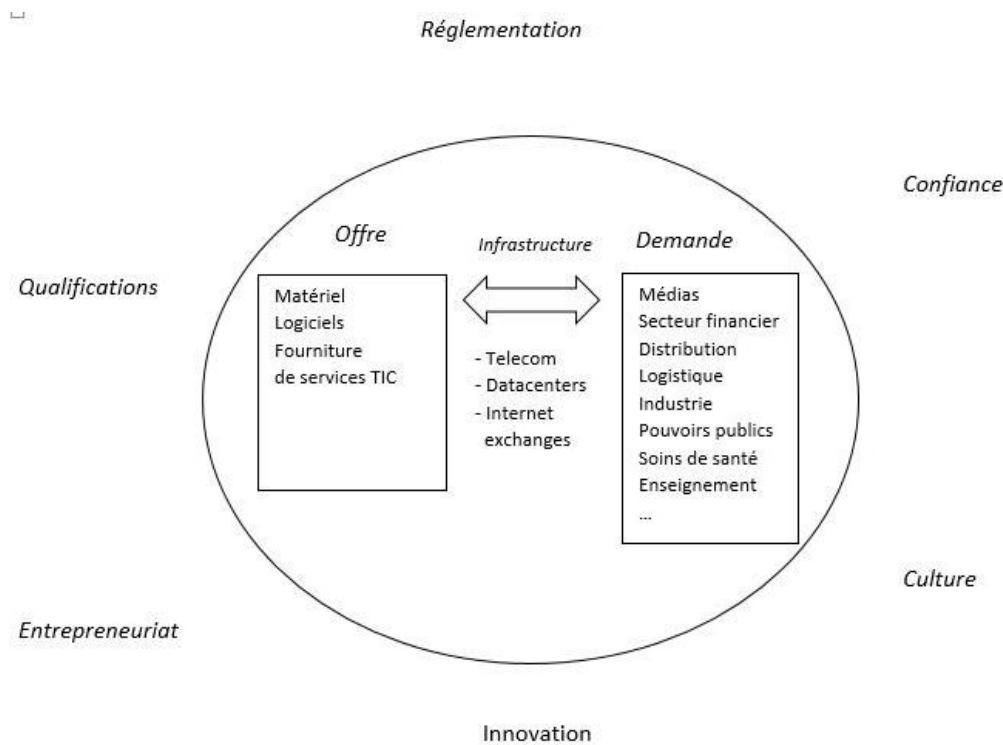 Réglementation
Confiance
Offre
Infrastructure
Demande
Qualifications
Matériel
Logiciels
Fourniture
de services TIC
- Telecom
- Datacenters
- Internet
exchanges
Médias
Secteur financier
Distribution
Logistique
Industrie
Pouvoirs publics
Soins de santé
Enseignement
...
Culture
Entrepreneuriat
Innovation